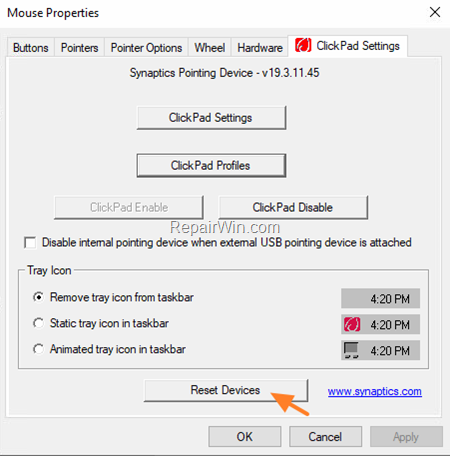 Mouse Properties
Buttons Pointers Pointer Options Wheel Hardware ClickPad Settings
Synaptics Pointing Device - v19.3.11.45
ClickPad Settings
ClickPad Profiles
ClickPad Enable ClickPad Disable
RepairWin.com
Disable internal pointing device when external USB pointing device is attached
Tray Icon
Remove tray icon from taskbar 4:20 PM
Static tray icon in taskbar 4:20 PM
Animated tray icon in taskbar 4:20 PM
Reset Devices www.synaptics.com
OK Cancel Apply